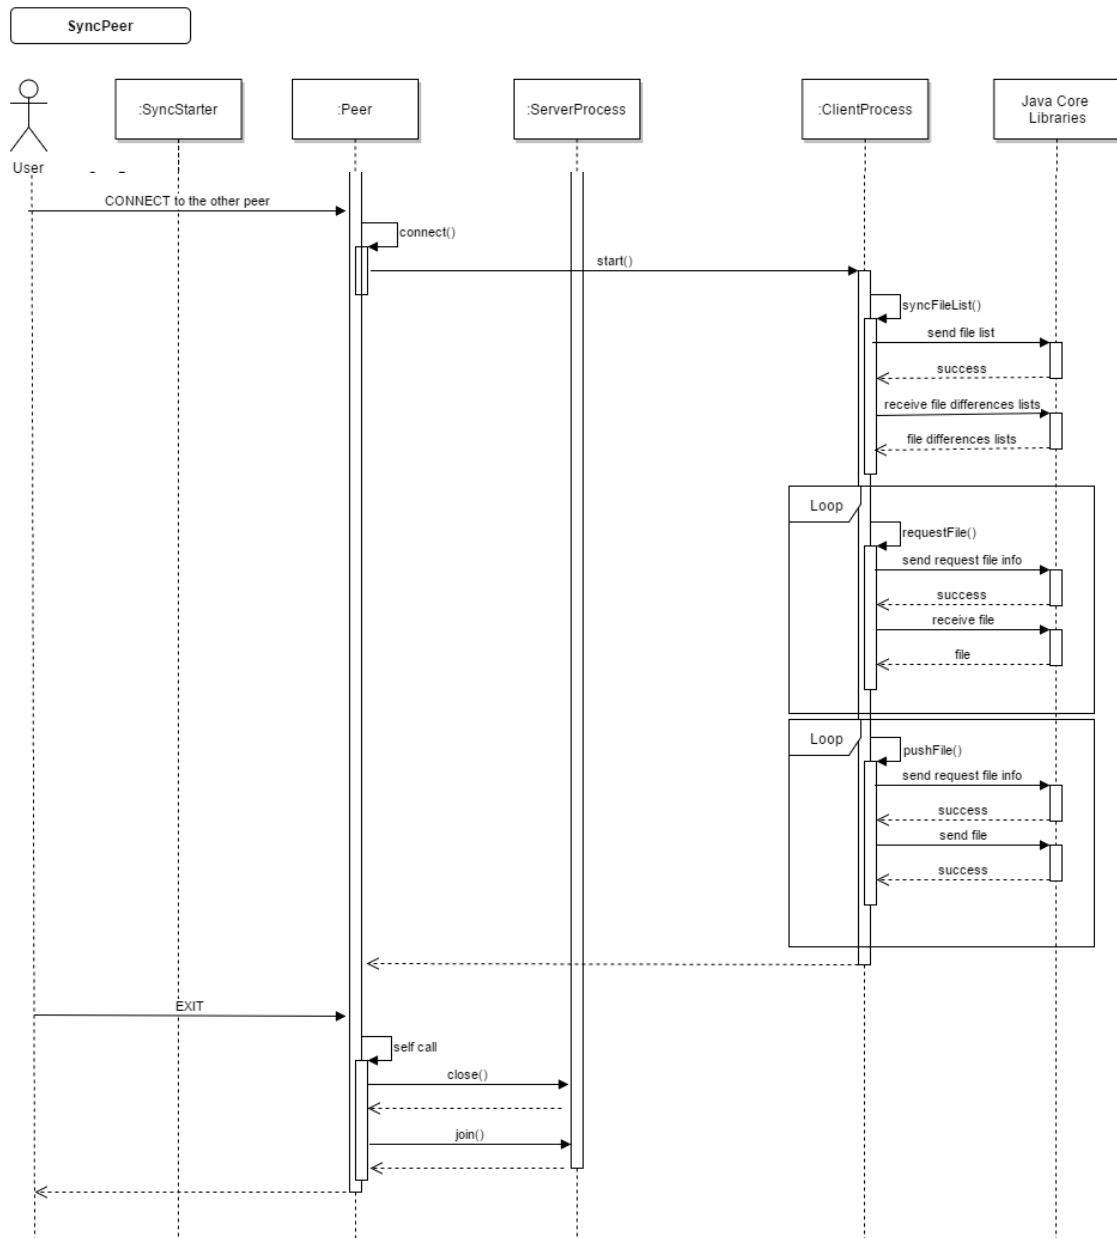 SyncPeer
:SyncStarter
:Peer
:ServerProcess
:ClientProcess
Java Core
Libraries
User
CONNECT to the other peer
connect()
start()
syncFileList()
send file list
success
receive file differences lists
file differences lists
Loop
requestFile()
send request file info
success
receive file
file
Loop
pushFile()
send request file info
success
send file
success
EXIT
self call
close()
join()